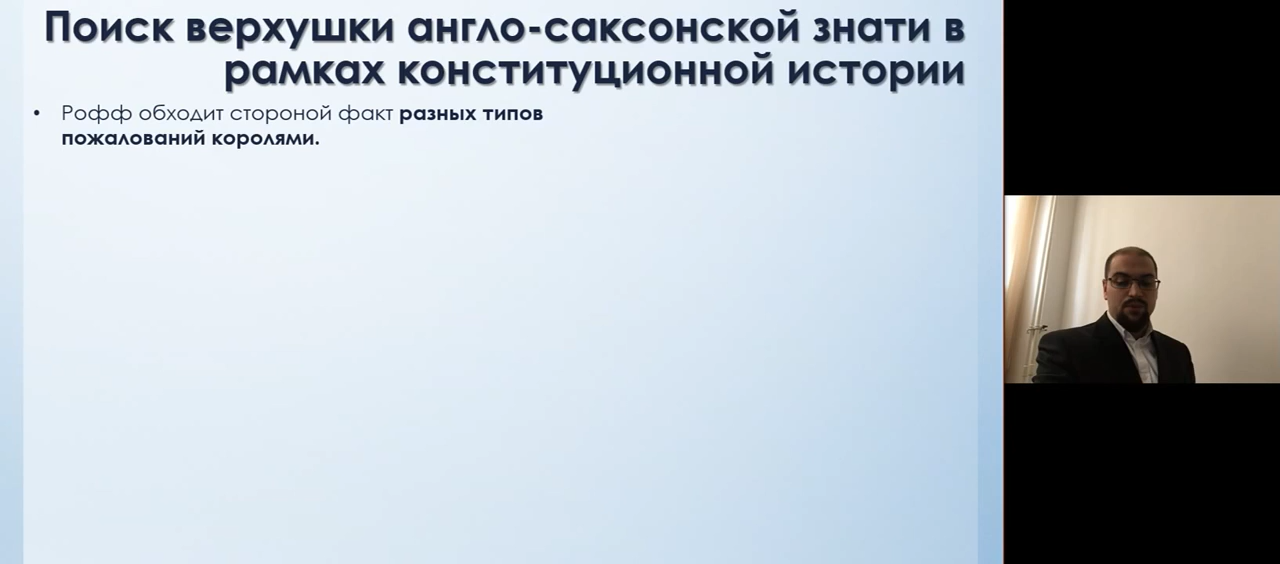 Поиск верхушки англо-саксонской знати в
рамках конституционной истории
• Рофф обходит стороной факт разных типов
пожалований королями.